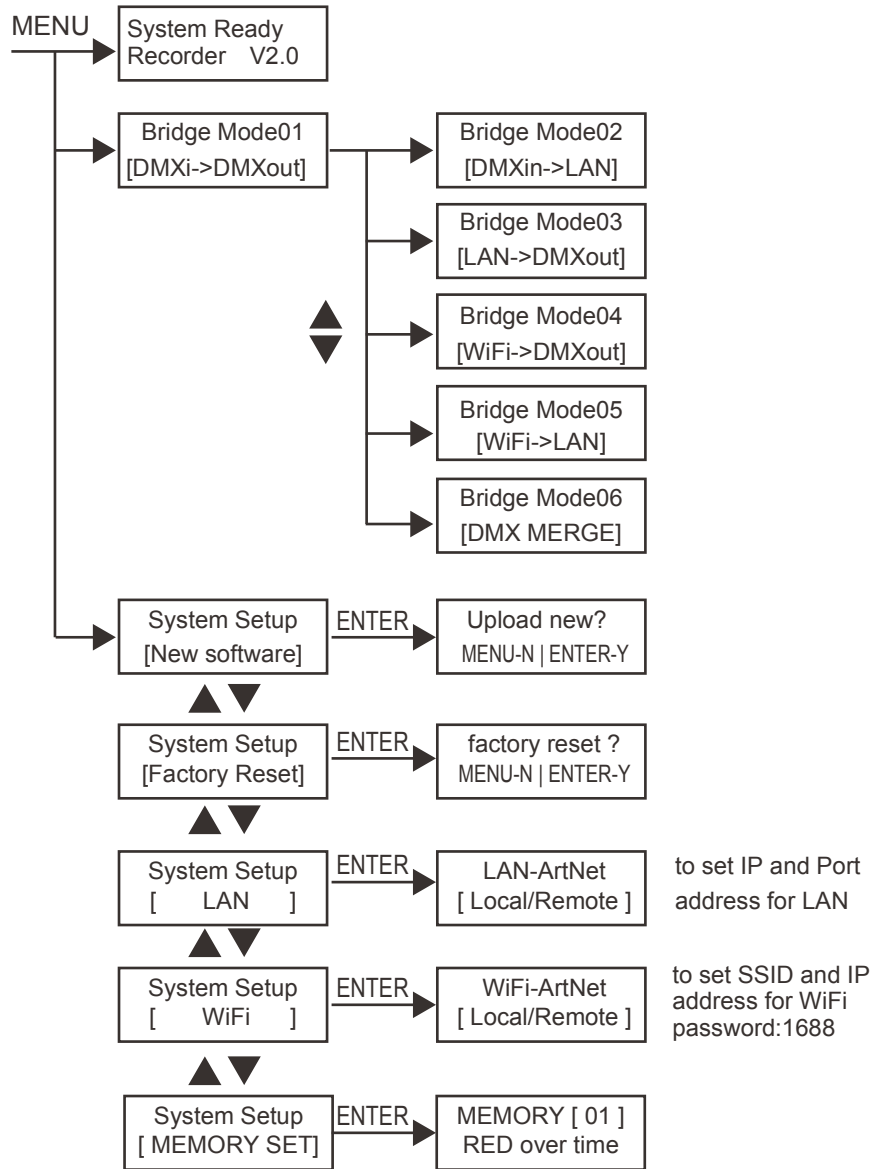 MENU
System Ready
Recorder V2.0
Bridge Mode01
[DMXi->DMXout]
Bridge Mode02
[DMXin->LAN]
Bridge Mode03
[LAN->DMXout]
Bridge Mode04
[WiFi->DMXout]
Bridge Mode05
[WiFi->LAN]
Bridge Mode06
[DMX MERGE]
System Setup
[New software]
ENTER
Upload new?
MENU-N | ENTER-Y
System Setup
[Factory Reset]
ENTER
factory reset ?
MENU-N | ENTER-Y
System Setup
[ LAN ]
ENTER
LAN-ArtNet
[ Local/Remote ]
to set IP and Port
address for LAN
System Setup
[ WiFi ]
ENTER
WiFi-ArtNet
[ Local/Remote ]
to set SSID and IP
address for WiFi
password:1688
System Setup
[ MEMORY SET]
ENTER
MEMORY [ 01 ]
RED over time